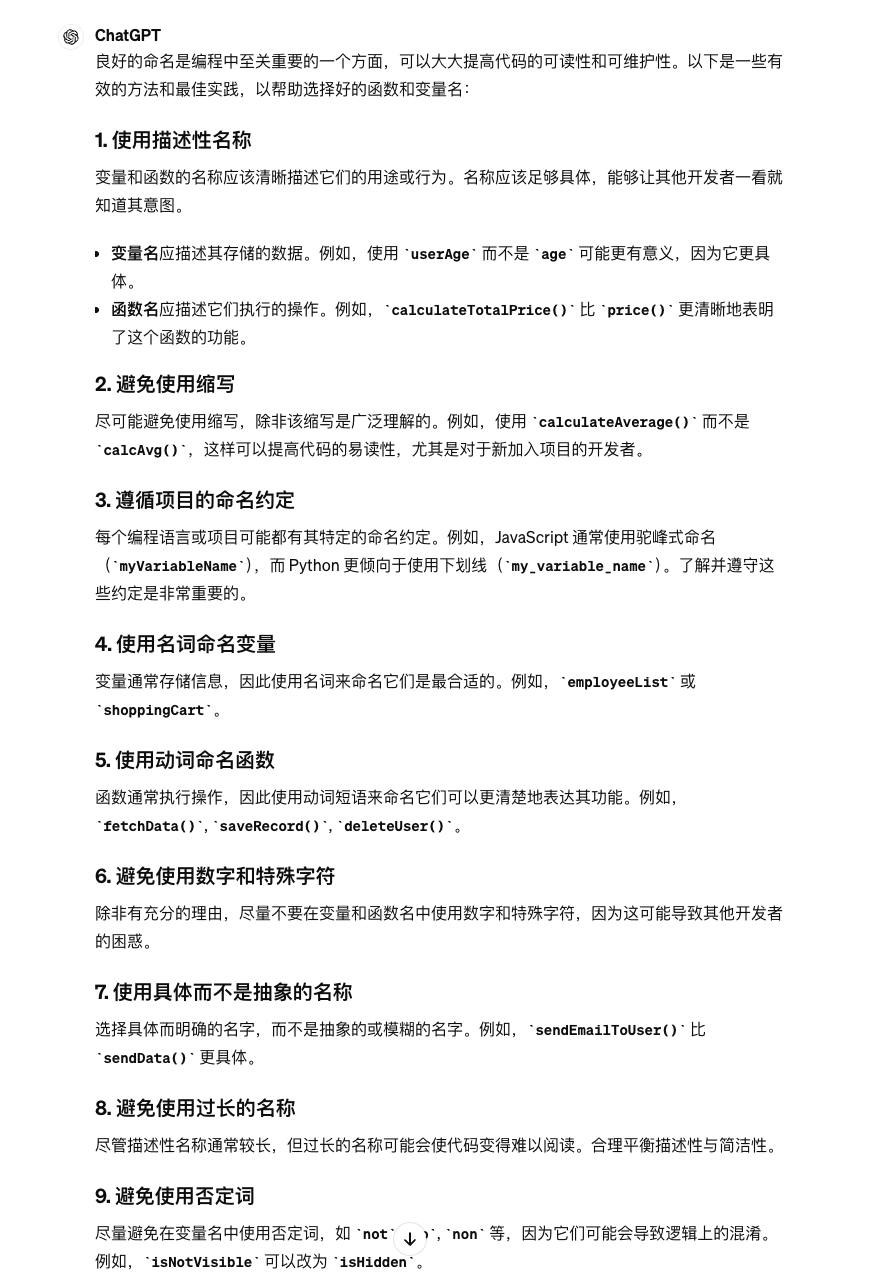 ChatGPT
良好的命名是编程中至关重要的一个方面，可以大大提高代码的可读性和可维护性。以下是一些有
效的方法和最佳实践，以帮助选择好的函数和变量名：
1. 使用描述性名称
变量和函数的名称应该清晰描述它们的用途或行为。名称应该足够具体，能够让其他开发者一看就
知道其意图。
变量名应描述其存储的数据。例如，使用 `userAge` 而不是 `age` 可能更有意义，因为它更具
体。
函数名应描述它们执行的操作。例如，`calculateTotalPrice()` 比 `price()` 更清晰地表明
了这个函数的功能。
2. 避免使用缩写
尽可能避免使用缩写，除非该缩写是广泛理解的。例如，使用 `calculateAverage()` 而不是
`calcAvg()`，这样可以提高代码的易读性，尤其是对于新加入项目的开发者。
3. 遵循项目的命名约定
每个编程语言或项目可能都有其特定的命名约定。例如，JavaScript 通常使用驼峰式命名
（`myVariableName`），而 Python 更倾向于使用下划线（`my_variable_name`）。了解并遵守这
些约定是非常重要的。
4. 使用名词命名变量
变量通常存储信息，因此使用名词来命名它们是最合适的。例如，`employeeList` 或
`shoppingCart`。
5. 使用动词命名函数
函数通常执行操作，因此使用动词短语来命名它们可以更清楚地表达其功能。例如，
`fetchData()`, `saveRecord()`, `deleteUser()`。
6. 避免使用数字和特殊字符
除非有充分的理由，尽量不要在变量和函数名中使用数字和特殊字符，因为这可能导致其他开发者
的困惑。
7. 使用具体而不是抽象的名称
选择具体而明确的名字，而不是抽象的或模糊的名字。例如，`sendEmailToUser()` 比
`sendData()` 更具体。
8. 避免使用过长的名称
尽管描述性名称通常较长，但过长的名称可能会使代码变得难以阅读。合理平衡描述性与简洁性。
9. 避免使用否定词
尽量避免在变量名中使用否定词，如 `not`, `non` 等，因为它们可能会导致逻辑上的混淆。
例如，`isNotVisible` 可以改为 `isHidden`。